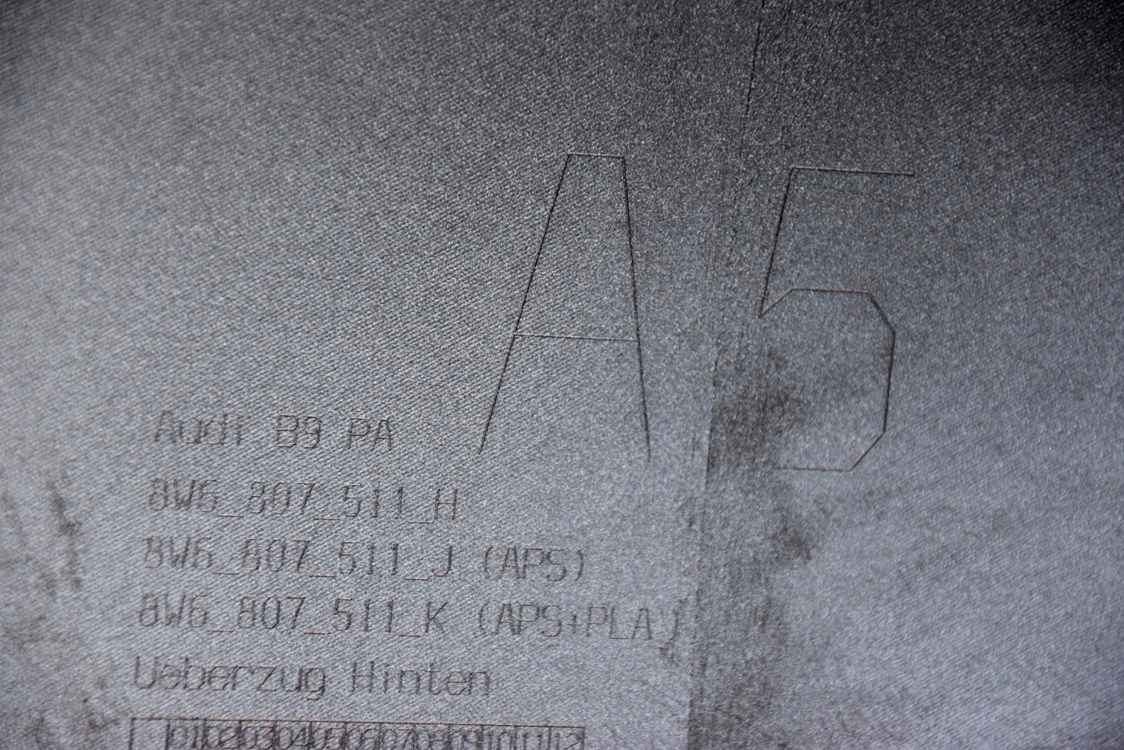 A5
Audi B9 PA
8W6_807_511_H
8W6_807_511_J (APS)
8W6_807_511_K (APS+PLA)
Ueberzug Hinten